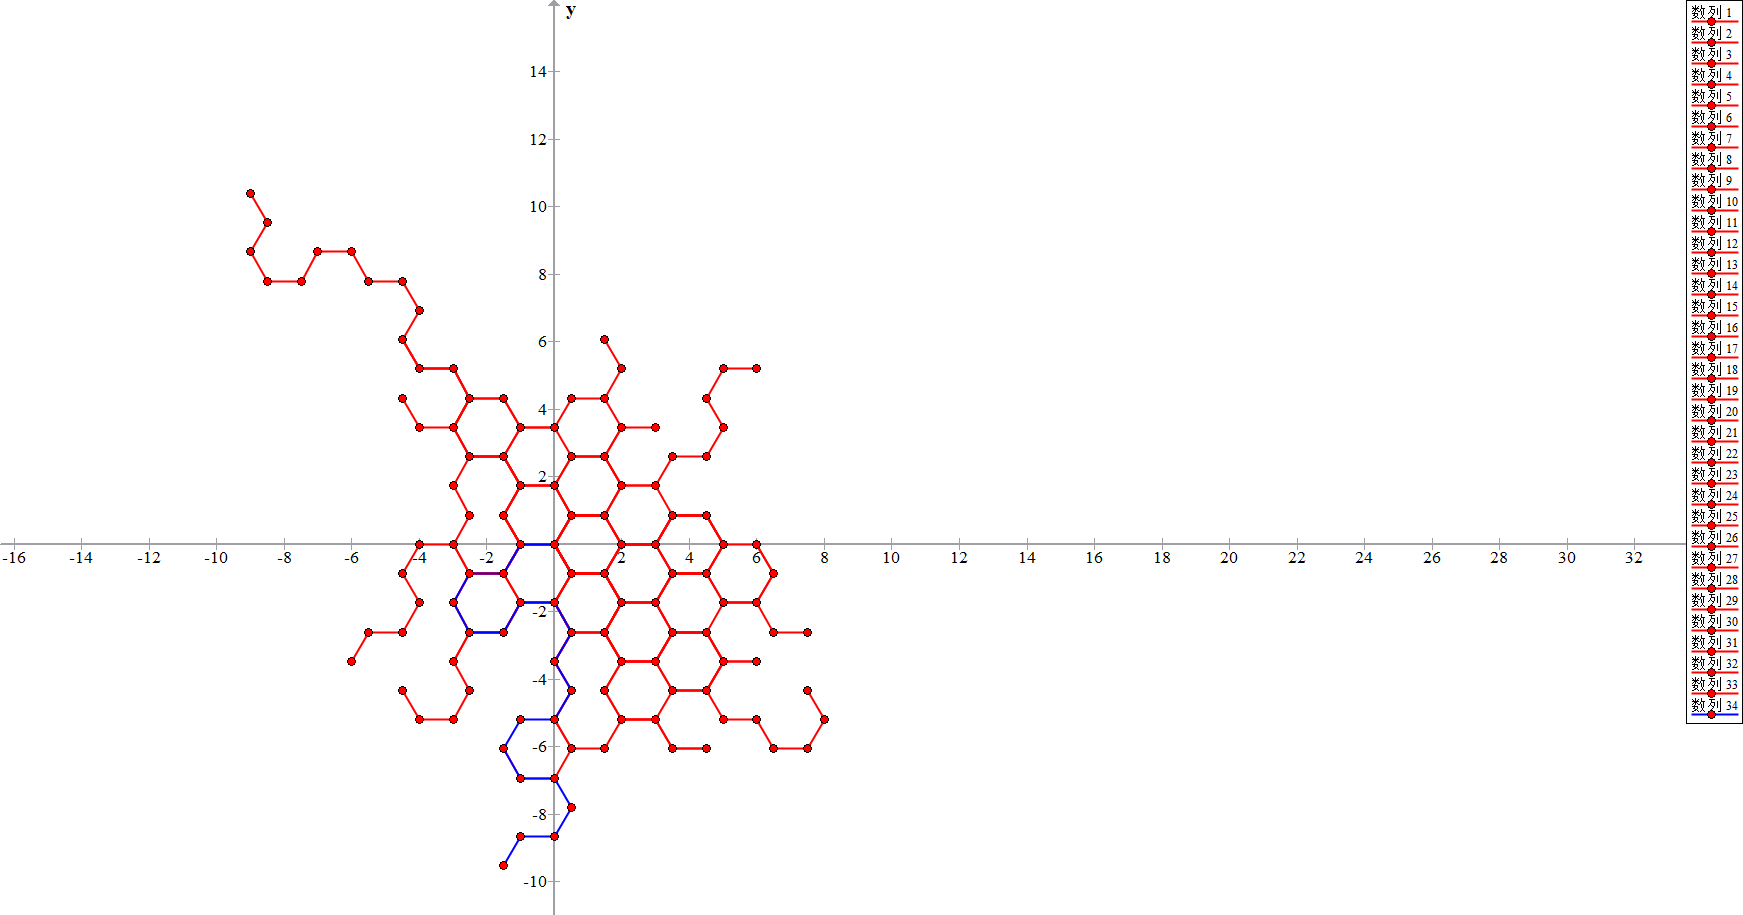 y
14
12
10
8
6
4
2
-16 -14 -12 -10 -8 -6 -4 -2 2 4 6 8 10 12 14 16 18 20 22 24 26 28 30 32
-2
-4
-6
-8
-10
数列 1
数列 2
数列 3
数列 4
数列 5
数列 6
数列 7
数列 8
数列 9
数列 10
数列 11
数列 12
数列 13
数列 14
数列 15
数列 16
数列 17
数列 18
数列 19
数列 20
数列 21
数列 22
数列 23
数列 24
数列 25
数列 26
数列 27
数列 28
数列 29
数列 30
数列 31
数列 32
数列 33
数列 34